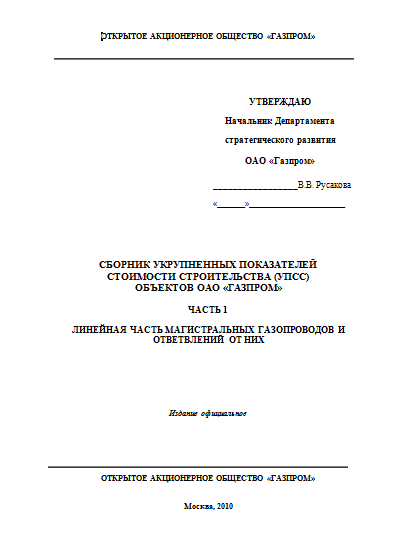 ОТКРЫТОЕ АКЦИОНЕРНОЕ ОБЩЕСТВО «ГАЗПРОМ»
УТВЕРЖДАЮ
Начальник Департамента
стратегического развития
ОАО «Газпром»
_________________В.В. Русакова
«______»___________________
СБОРНИК УКРУПНЕННЫХ ПОКАЗАТЕЛЕЙ
СТОИМОСТИ СТРОИТЕЛЬСТВА (УПСС)
ОБЪЕКТОВ ОАО «ГАЗПРОМ»
ЧАСТЬ 1
ЛИНЕЙНАЯ ЧАСТЬ МАГИСТРАЛЬНЫХ ГАЗОПРОВОДОВ И
ОТВЕТВЛЕНИЙ ОТ НИХ
Издание официальное
ОТКРЫТОЕ АКЦИОНЕРНОЕ ОБЩЕСТВО «ГАЗПРОМ»
Москва, 2010